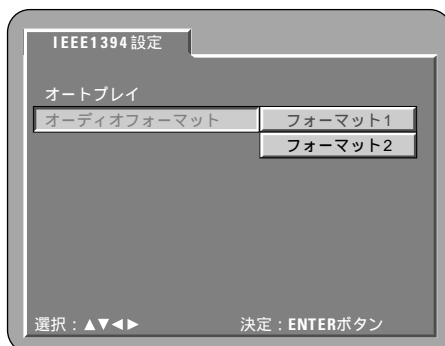 IEEE1394設定
オートプレイ
オーディオフォーマット フォーマット1
フォーマット2
選択：▲▼◀▶ 決定：ENTERボタン